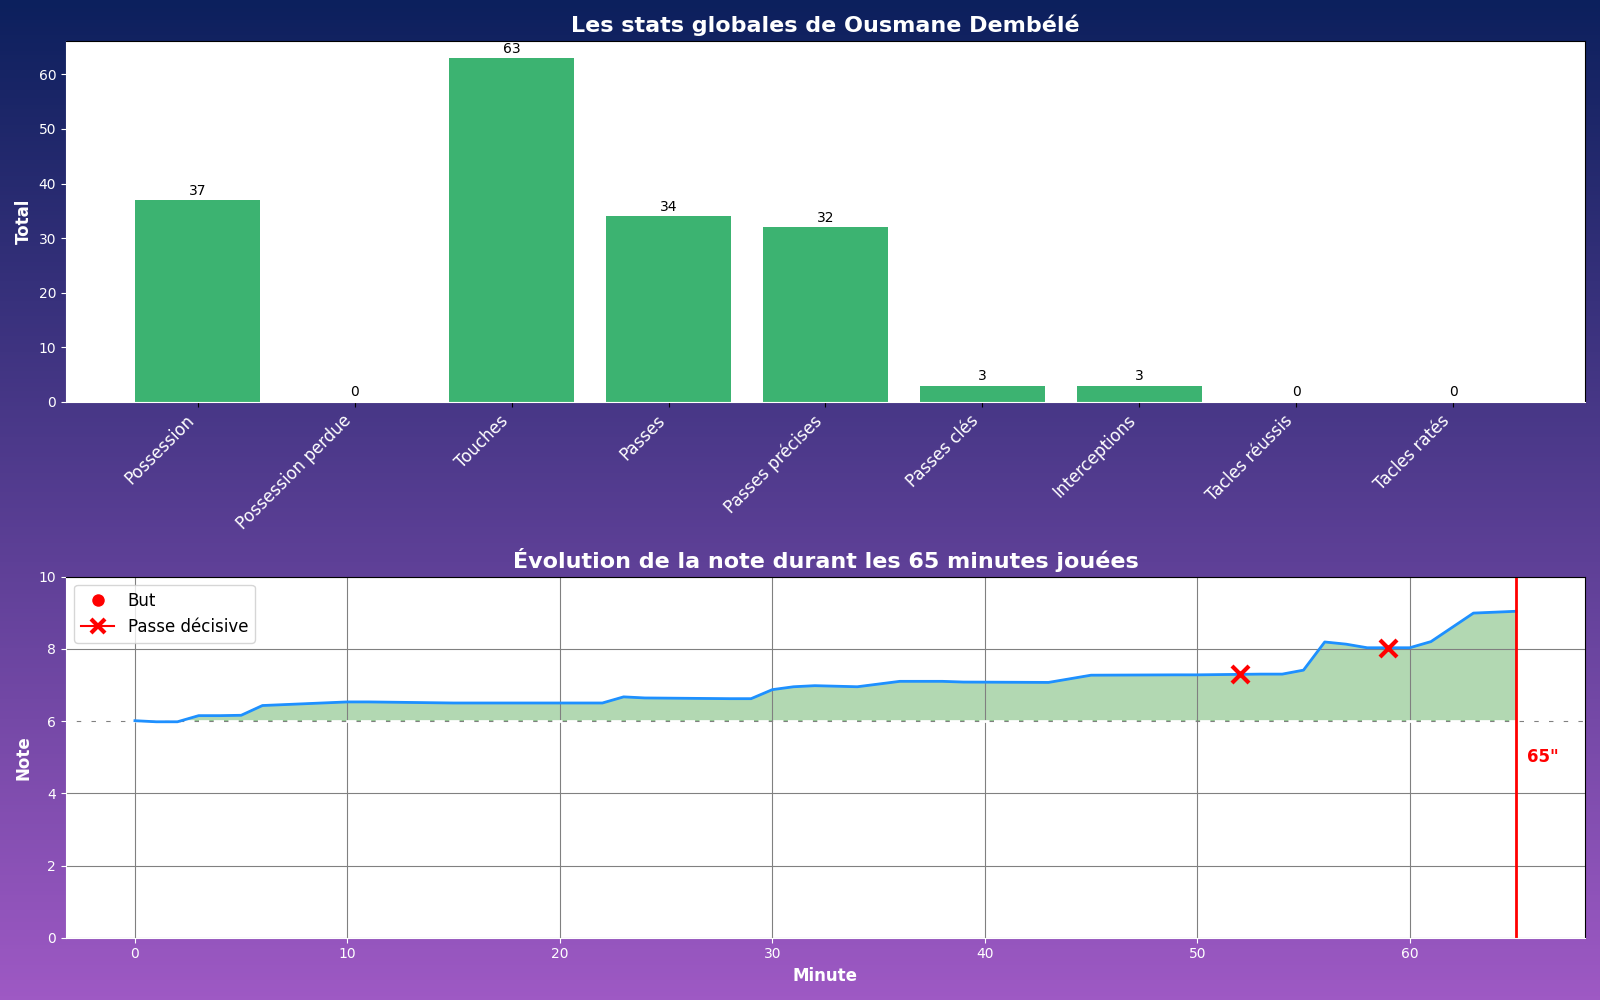 Les stats globales de Ousmane Dembélé
Total
60
50
40
30
20
10
0
37
0
63
34
32
3
3
0
0
Possession
Possession perdue
Touches
Passes
Passes précises
Passes clés
Interceptions
Tacles réussis
Tacles ratés
Évolution de la note durant les 65 minutes jouées
But
Passe décisive
Note
10
8
6
4
2
0
65"
0
10
20
30
40
50
60
Minute